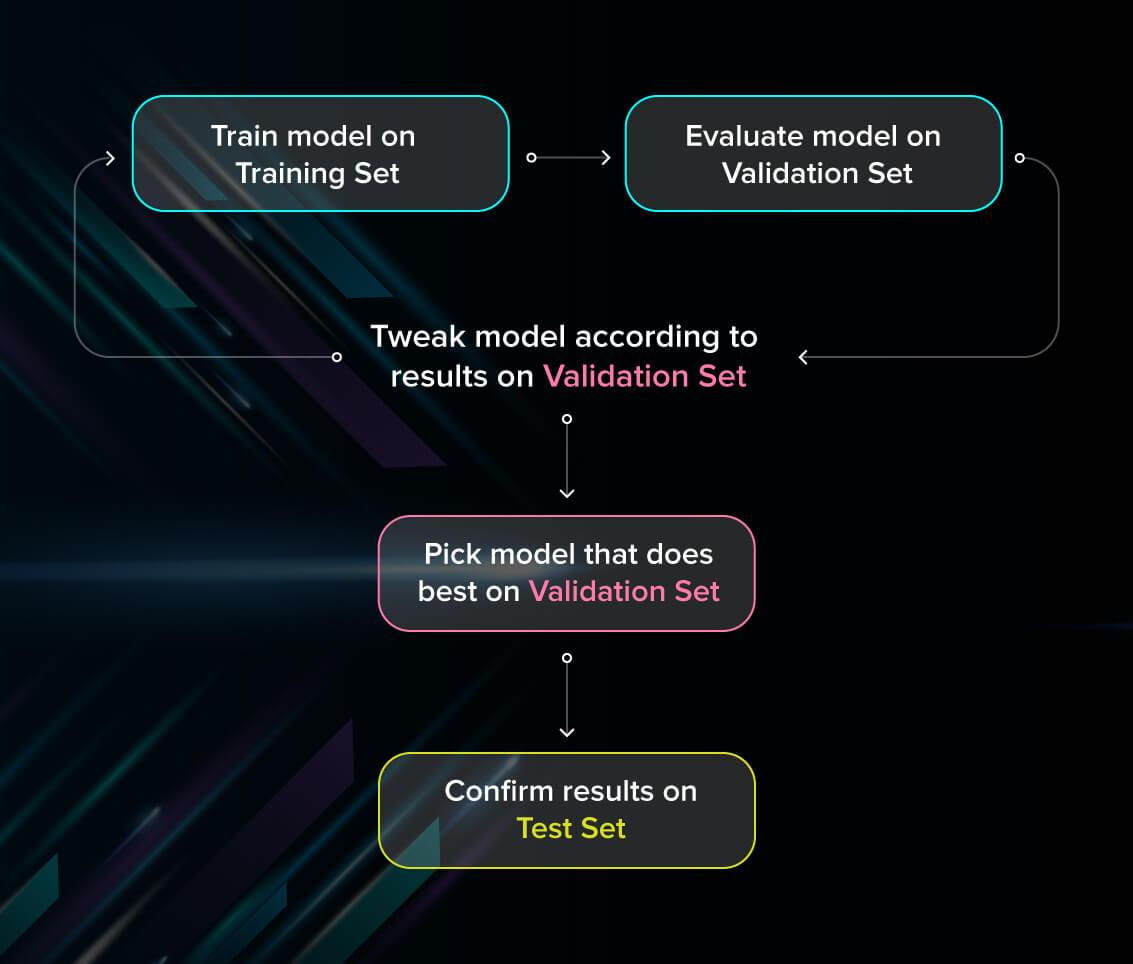 Train model on
Training Set
Evaluate model on
Validation Set
Tweak model according to
results on Validation Set
Pick model that does
best on Validation Set
Confirm results on
Test Set